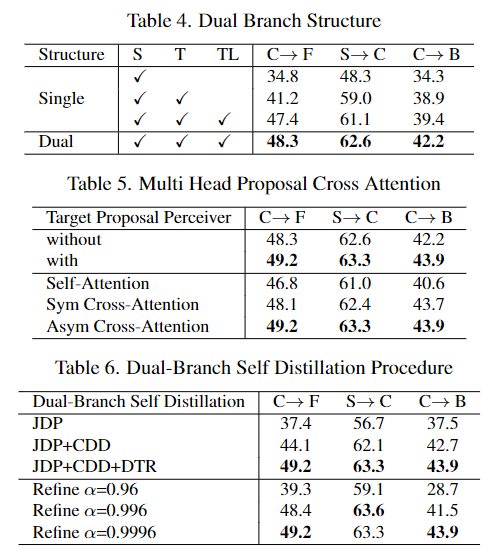 Table 4. Dual Branch Structure
Structure S T TL C→ F S→ C C→ B
✓ 34.8 48.3 34.3
Single ✓ ✓ 41.2 59.0 38.9
✓ ✓ ✓ 47.4 61.1 39.4
Dual ✓ ✓ ✓ 48.3 62.6 42.2
Table 5. Multi Head Proposal Cross Attention
Target Proposal Perceiver C→ F S→ C C→ B
without 48.3 62.6 42.2
with 49.2 63.3 43.9
Self-Attention 46.8 61.0 40.6
Sym Cross-Attention 48.1 62.4 43.7
Asym Cross-Attention 49.2 63.3 43.9
Table 6. Dual-Branch Self Distillation Procedure
Dual-Branch Self Distillation C→ F S→ C C→ B
JDP 37.4 56.7 37.5
JDP+CDD 44.1 62.1 42.7
JDP+CDD+DTR 49.2 63.3 43.9
Refine α=0.96 39.3 59.1 28.7
Refine α=0.996 48.4 63.6 41.5
Refine α=0.9996 49.2 63.3 43.9